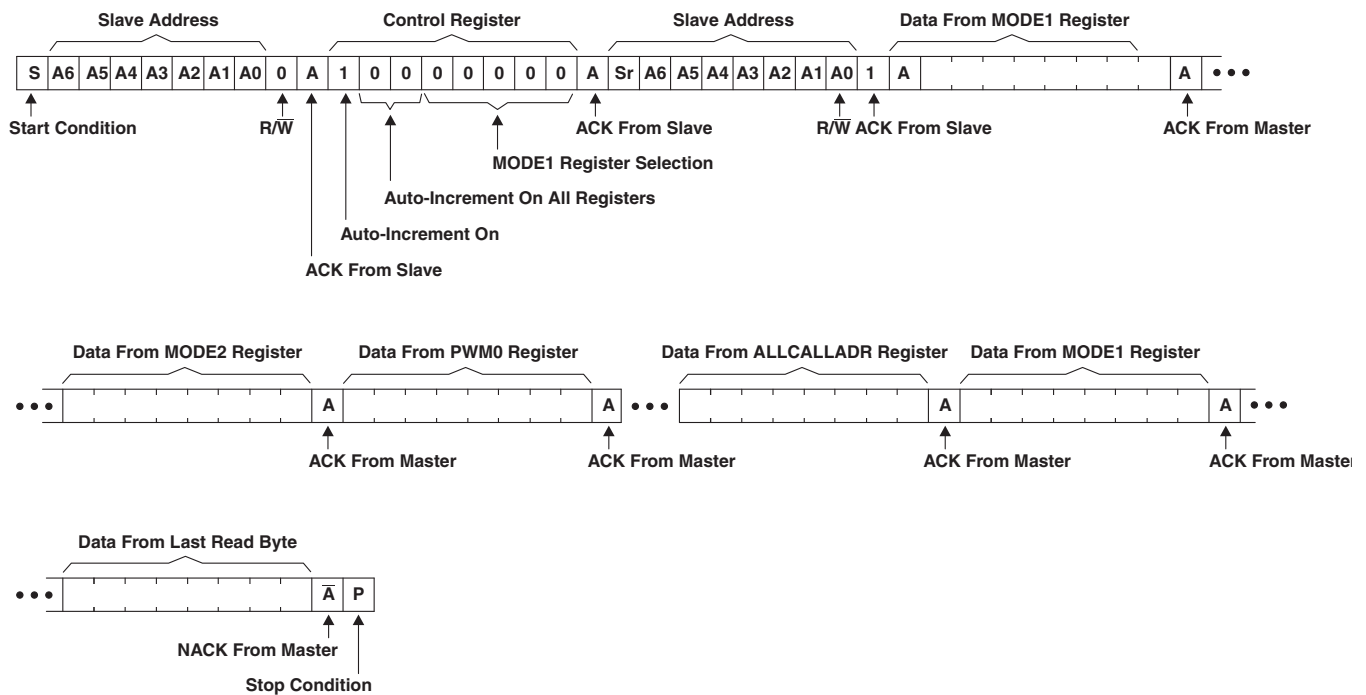 Slave Address Control Register Slave Address Data From MODE1 Register
S A6 A5 A4 A3 A2 A1 A0 0 A 1 0 0 0 0 0 0 0 A Sr A6 A5 A4 A3 A2 A1 A0 1 A A
Start Condition R/W̅ ACK From Slave R/W̅ ACK From Slave ACK From Master
MODE1 Register Selection
Auto-Increment On All Registers
Auto-Increment On
ACK From Slave
Data From MODE2 Register Data From PWM0 Register Data From ALLCALLADR Register Data From MODE1 Register
A A A A
ACK From Master ACK From Master ACK From Master ACK From Master
Data From Last Read Byte
A̅ P
NACK From Master
Stop Condition